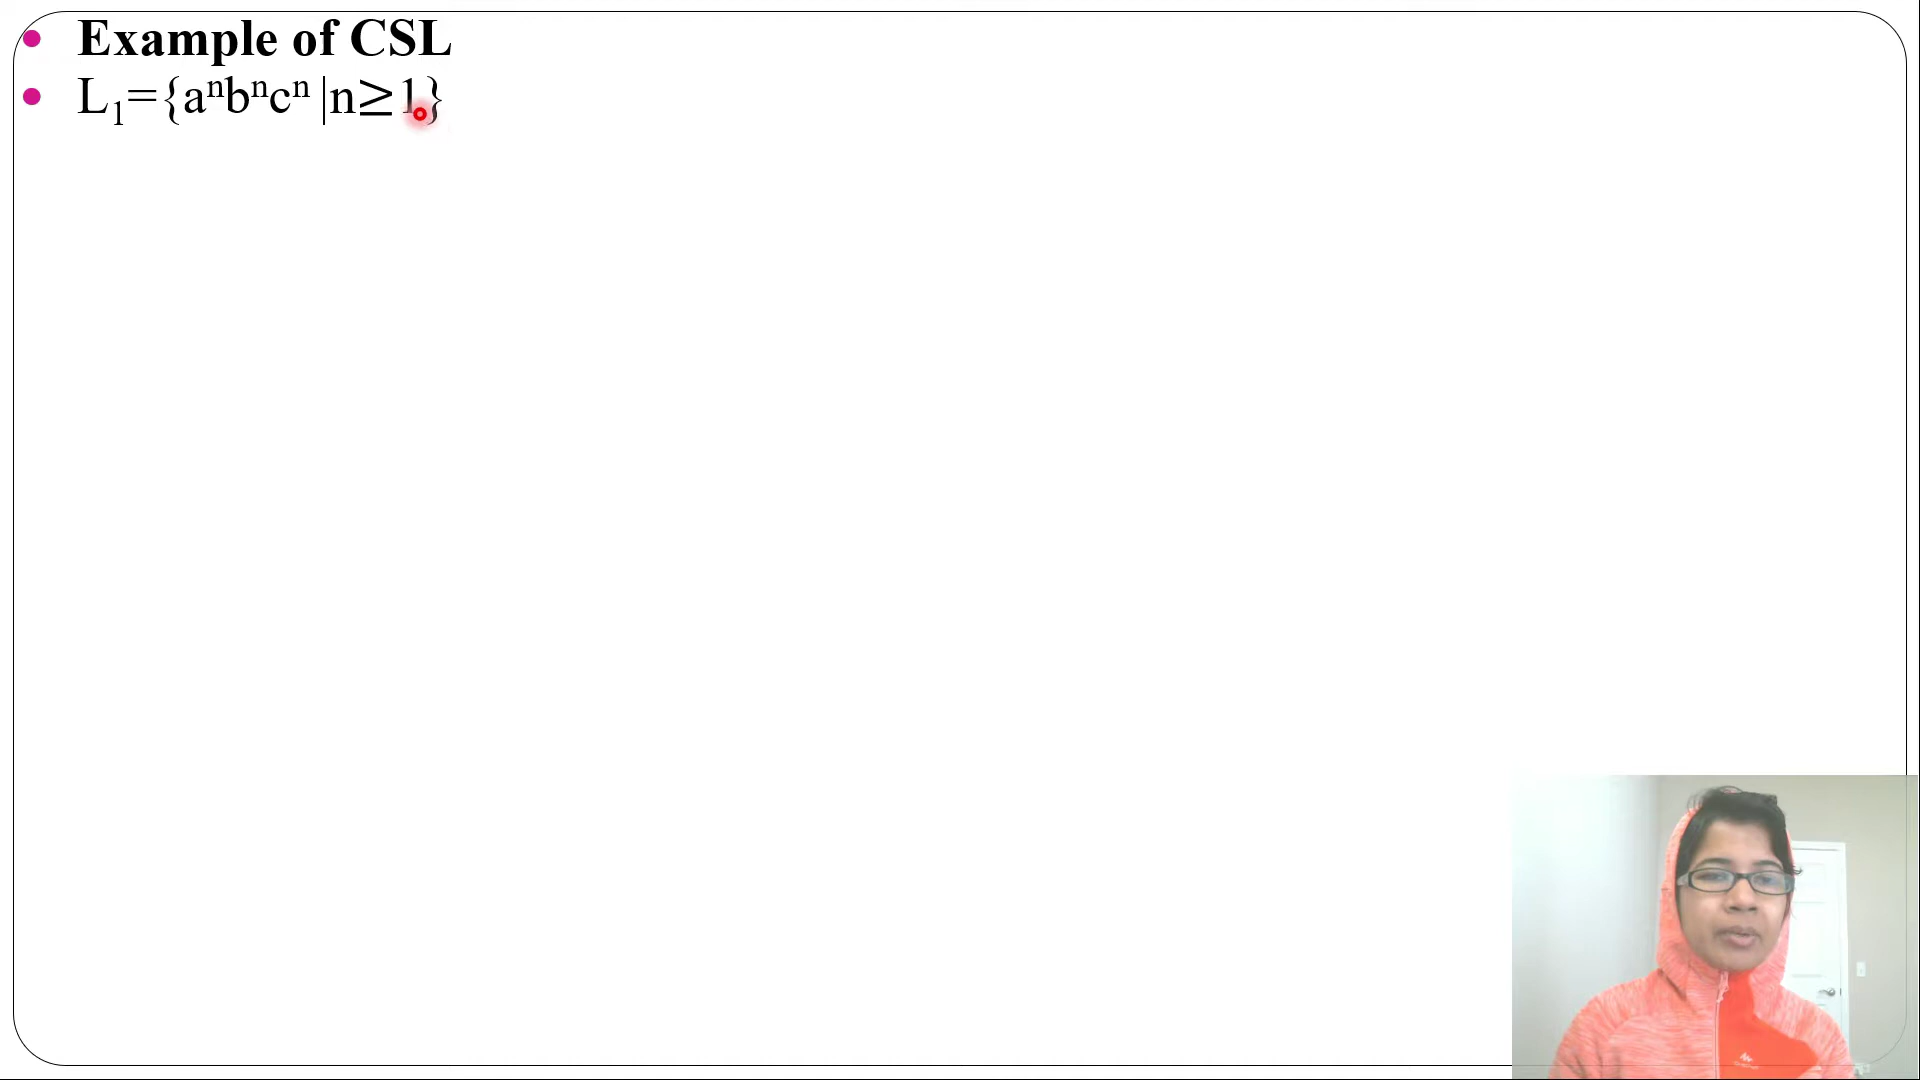 Example of CSL
L₁={aⁿbⁿcⁿ |n≥1}